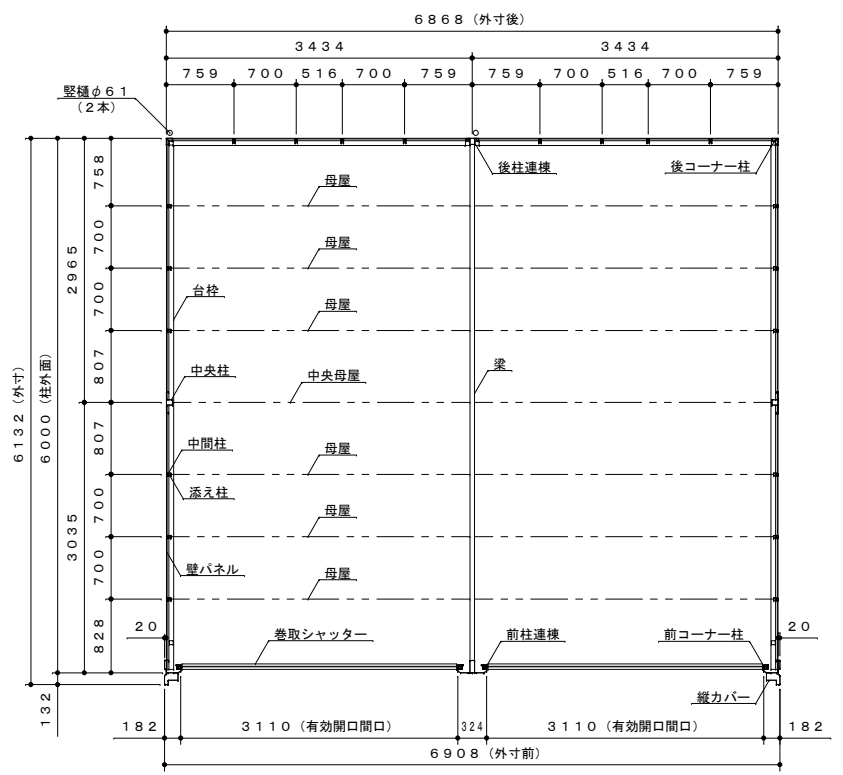 ６８６８（外寸後）
３４３４
３４３４
７５９
７００
５１６
７００
７５９
７５９
７００
５１６
７００
７５９
竪樋φ６１
（２本）
後柱連棟
後コーナー柱
母屋
母屋
母屋
台枠
中央柱
中央母屋
梁
中間柱
添え柱
母屋
母屋
母屋
壁パネル
７５８
７００
７００
８０７
８０７
７００
７００
８２８
２９６５
３０３５
６０００（柱外面）
６１３２（外寸）
１３２
２０
２０
巻取シャッター
前柱連棟
前コーナー柱
縦カバー
１８２
３１１０（有効開口間口）
３２４
３１１０（有効開口間口）
１８２
６９０８（外寸前）